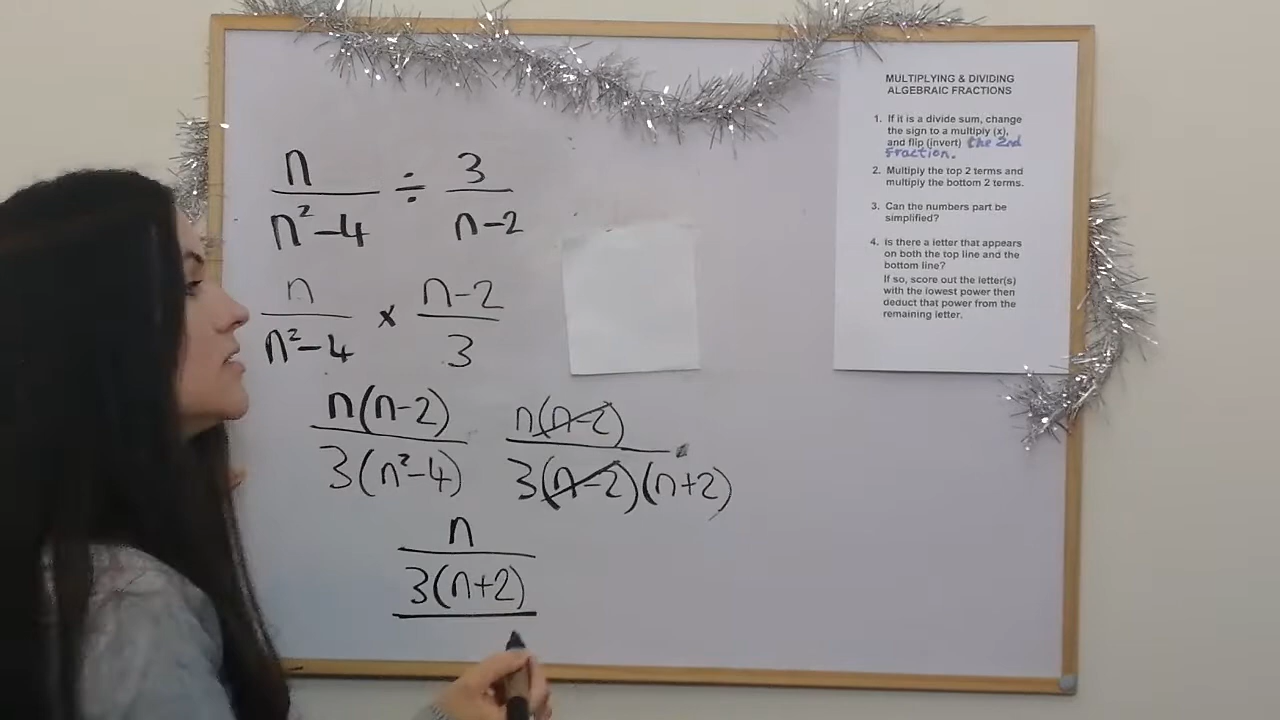 n/(n²-4) ÷ 3/(n-2)
n/(n²-4) × (n-2)/3
n(n-2)/3(n²-4) n(n-2)/3(n-2)(n+2)
n/3(n+2)
MULTIPLYING & DIVIDING
ALGEBRAIC FRACTIONS
1. If it is a divide sum, change
the sign to a multiply (x),
and flip (invert) the 2nd
Fraction.
2. Multiply the top 2 terms and
multiply the bottom 2 terms.
3. Can the numbers part be
simplified?
4. Is there a letter that appears
on both the top line and the
bottom line?
If so, score out the letter(s)
with the lowest power then
deduct that power from the
remaining letter.